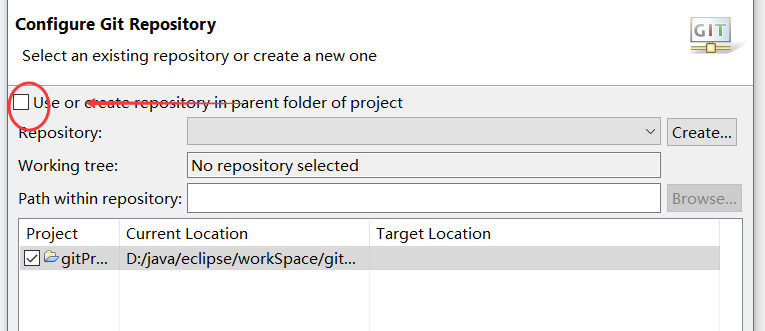 Configure Git Repository
Select an existing repository or create a new one
GIT
Use or create repository in parent folder of project
Repository: Create...
Working tree: No repository selected
Path within repository: Browse...
Project Current Location Target Location
gitPr... D:/java/eclipse/workSpace/git...